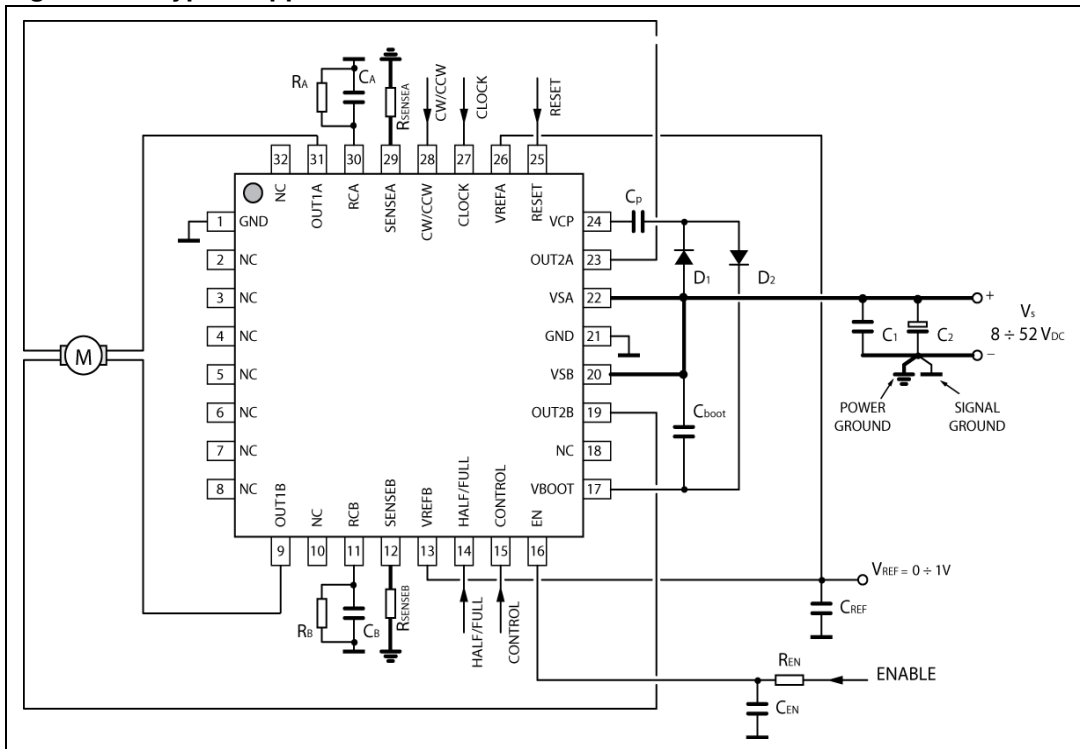 RA
CA
RSENSEA
CW/CCW
CLOCK
RESET
32
31
30
29
28
27
26
25
NC
OUT1A
RCA
SENSEA
CW/CCW
CLOCK
VREFA
RESET
1 GND
2 NC
3 NC
4 NC
5 NC
6 NC
7 NC
8 NC
VCP 24
OUT2A 23
VSA 22
GND 21
VSB 20
OUT2B 19
NC 18
VBOOT 17
Cp
D1
D2
+
Vs
8 ÷ 52 VDC
−
C1
C2
POWER
GROUND
SIGNAL
GROUND
Cboot
M
OUT1B
NC
RCB
SENSEB
VREFB
HALF/FULL
CONTROL
EN
9
10
11
12
13
14
15
16
RB
CB
RSENSEB
HALF/FULL
CONTROL
VREF = 0 ÷ 1V
CREF
REN
ENABLE
CEN